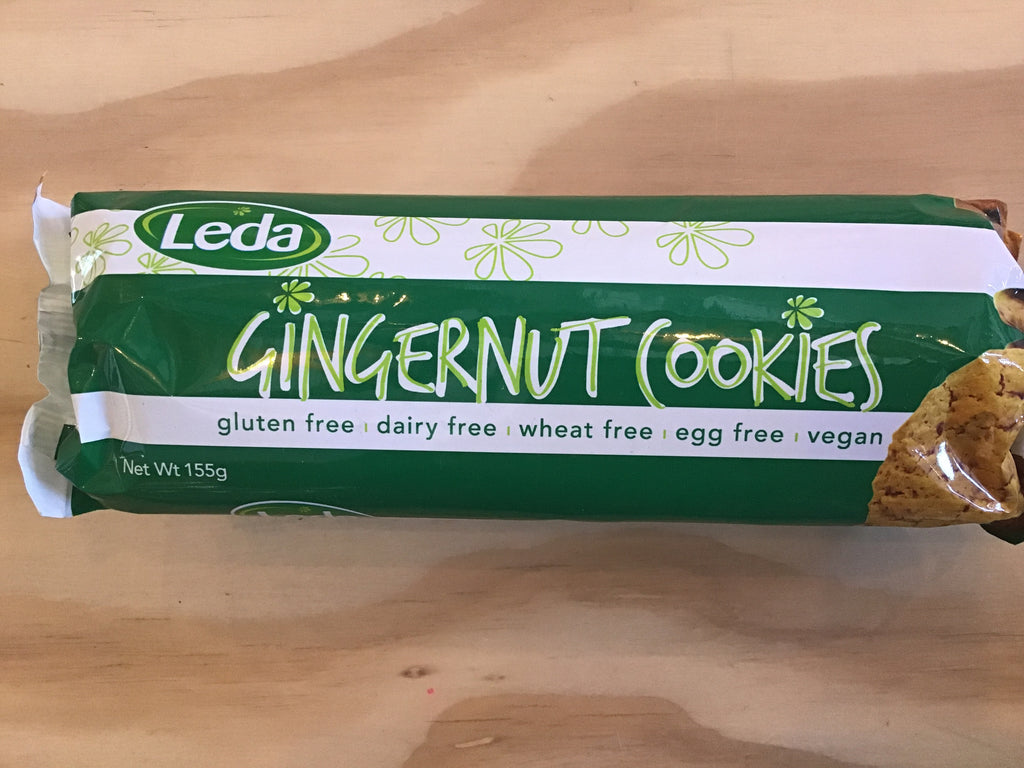 Leda
GINGERNUT COOKIES
gluten free | dairy free | wheat free | egg free | vegan
Net Wt 155g